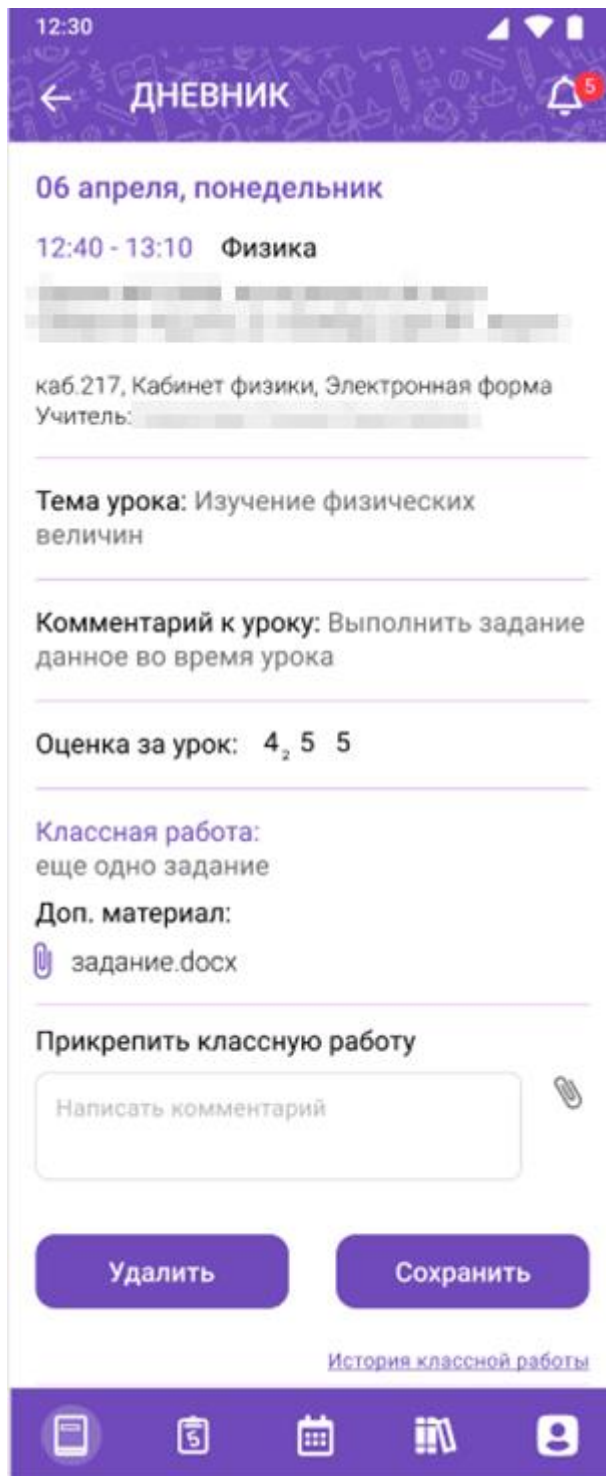 12:30
ДНЕВНИК
5
06 апреля, понедельник
12:40 - 13:10 Физика
каб.217, Кабинет физики, Электронная форма
Учитель:
Тема урока: Изучение физических
величин
Комментарий к уроку: Выполнить задание
данное во время урока
Оценка за урок: 4₂ 5 5
Классная работа:
еще одно задание
Доп. материал:
задание.docx
Прикрепить классную работу
Написать комментарий
Удалить Сохранить
История классной работы
5